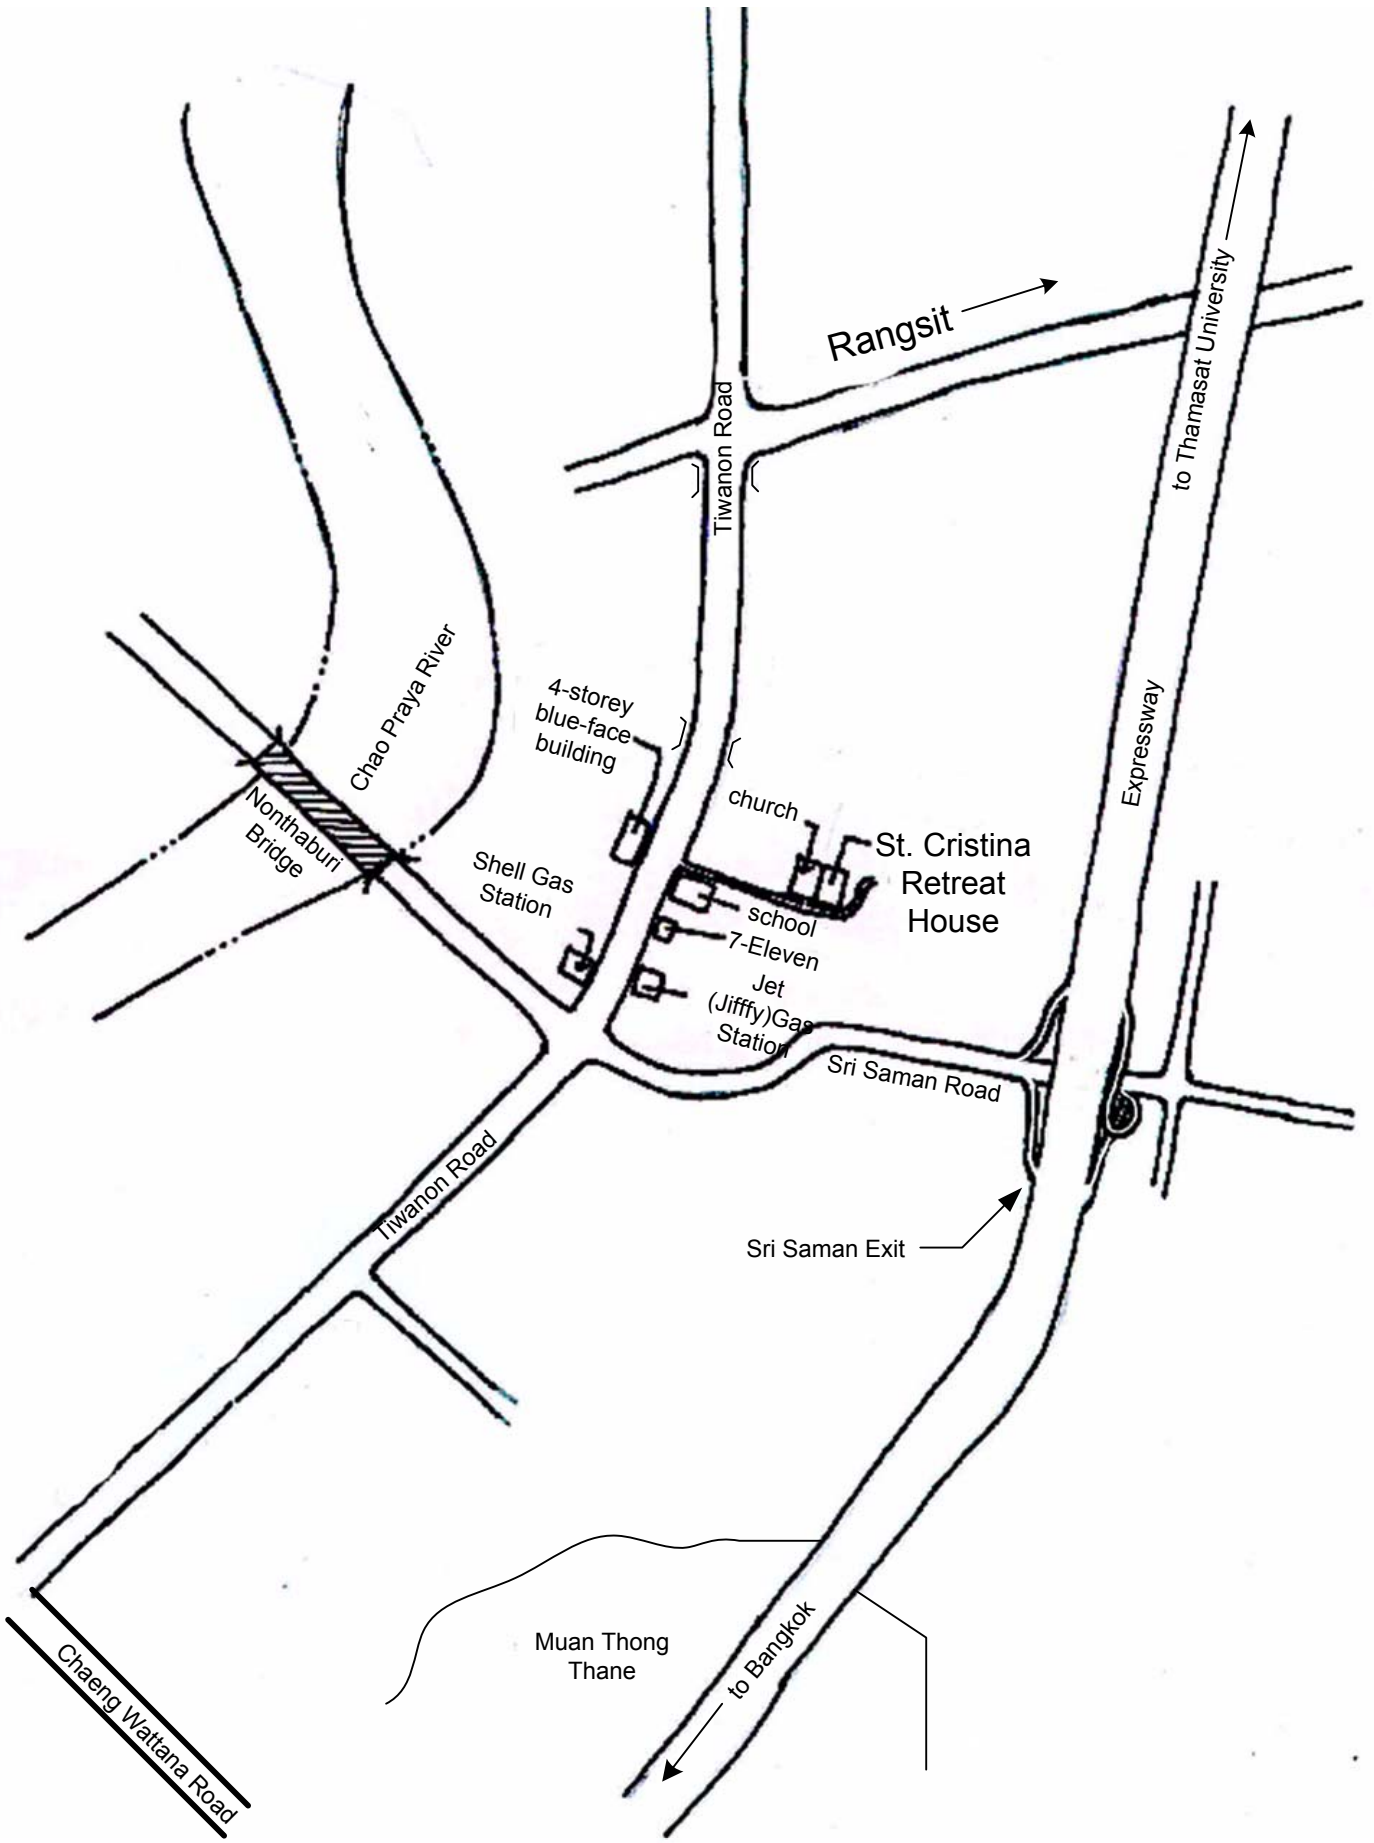 Rangsit
to Thamasat University
Tiwanon Road
Chao Praya River
4-storey
blue-face
building
Expressway
church
Nonthaburi
Bridge
St. Cristina
Retreat
House
Shell Gas
Station
school
7-Eleven
Jet
(Jifffy)Gas
Station
Sri Saman Road
Tiwanon Road
Sri Saman Exit
Muan Thong
Thane
to Bangkok
Chaeng Wattana Road